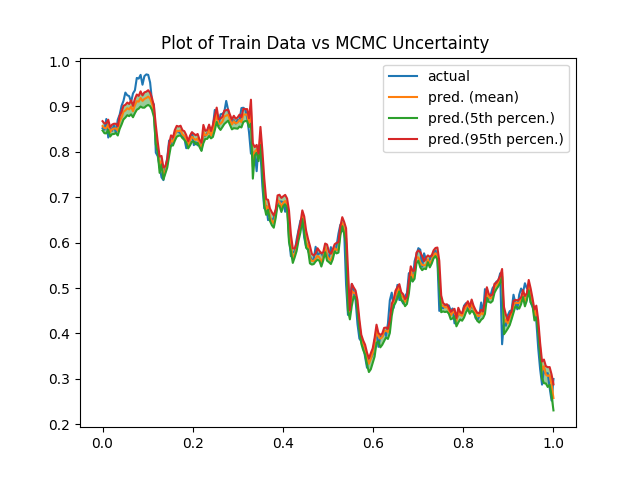 Plot of Train Data vs MCMC Uncertainty
actual
pred. (mean)
pred.(5th percen.)
pred.(95th percen.)
1.0
0.9
0.8
0.7
0.6
0.5
0.4
0.3
0.2
0.0 0.2 0.4 0.6 0.8 1.0